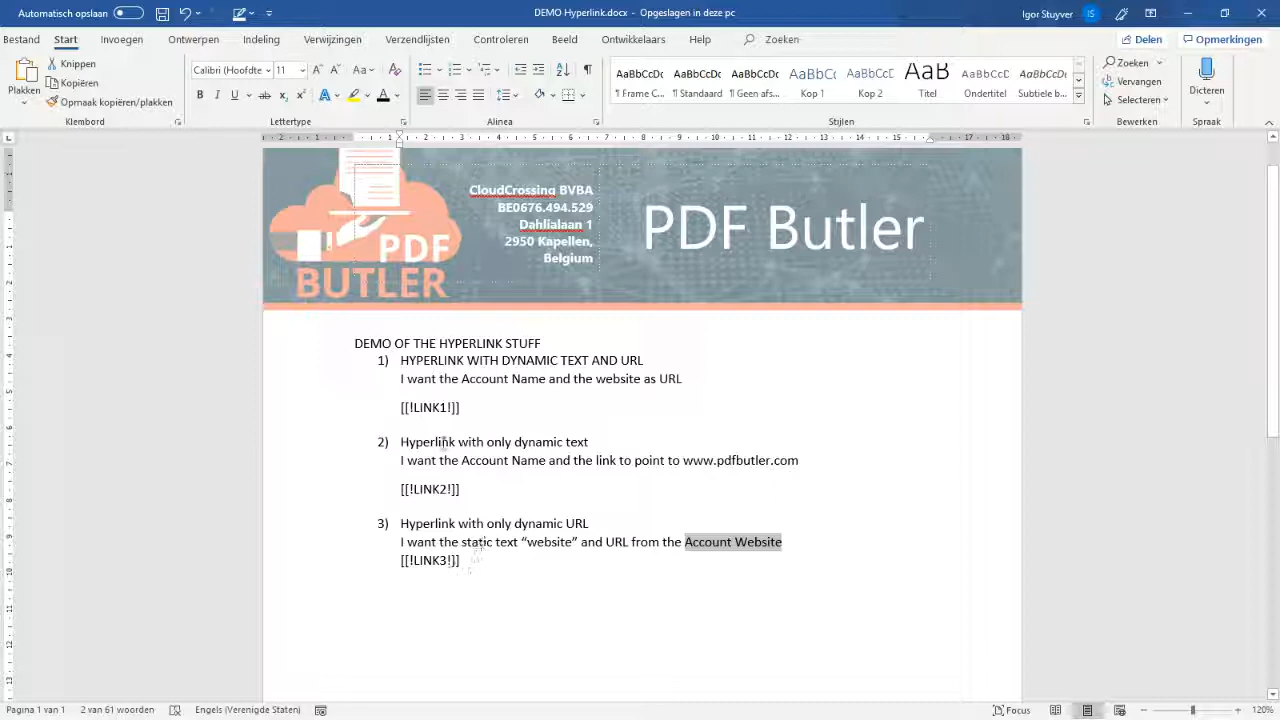 Automatisch opslaan
DEMO Hyperlink.docx - Opgeslagen in deze pc
Igor Stuyver
IS
Bestand Start Invoegen Ontwerpen Indeling Verwijzingen Verzendlijsten Controleren Beeld Ontwikkelaars Help Zoeken Delen Opmerkingen
Plakken
Knippen
Kopiëren
Opmaak kopiëren/plakken
Klembord
Calibri (Hoofdte 11
Lettertype
Alinea
AaBbCcDc AaBbCcDc AaBbCcDc AaBbC AaBbCcD AaB AaBbCcD AaBbCcDc
¶ Frame C... ¶ Standaard ¶ Geen afs... Kop 1 Kop 2 Titel Ondertitel Subtiele b...
Stijlen
Zoeken
Vervangen
Selecteren
Bewerken
Dicteren
Spraak
PDF
BUTLER
CloudCrossing BVBA
BE0676.494.529
Dahlialaan 1
2950 Kapellen,
Belgium
PDF Butler
DEMO OF THE HYPERLINK STUFF
1) HYPERLINK WITH DYNAMIC TEXT AND URL
I want the Account Name and the website as URL
[[!LINK1!]]
2) Hyperlink with only dynamic text
I want the Account Name and the link to point to www.pdfbutler.com
[[!LINK2!]]
3) Hyperlink with only dynamic URL
I want the static text “website” and URL from the Account Website
[[!LINK3!]]
Pagina 1 van 1 2 van 61 woorden Engels (Verenigde Staten) Focus 120%